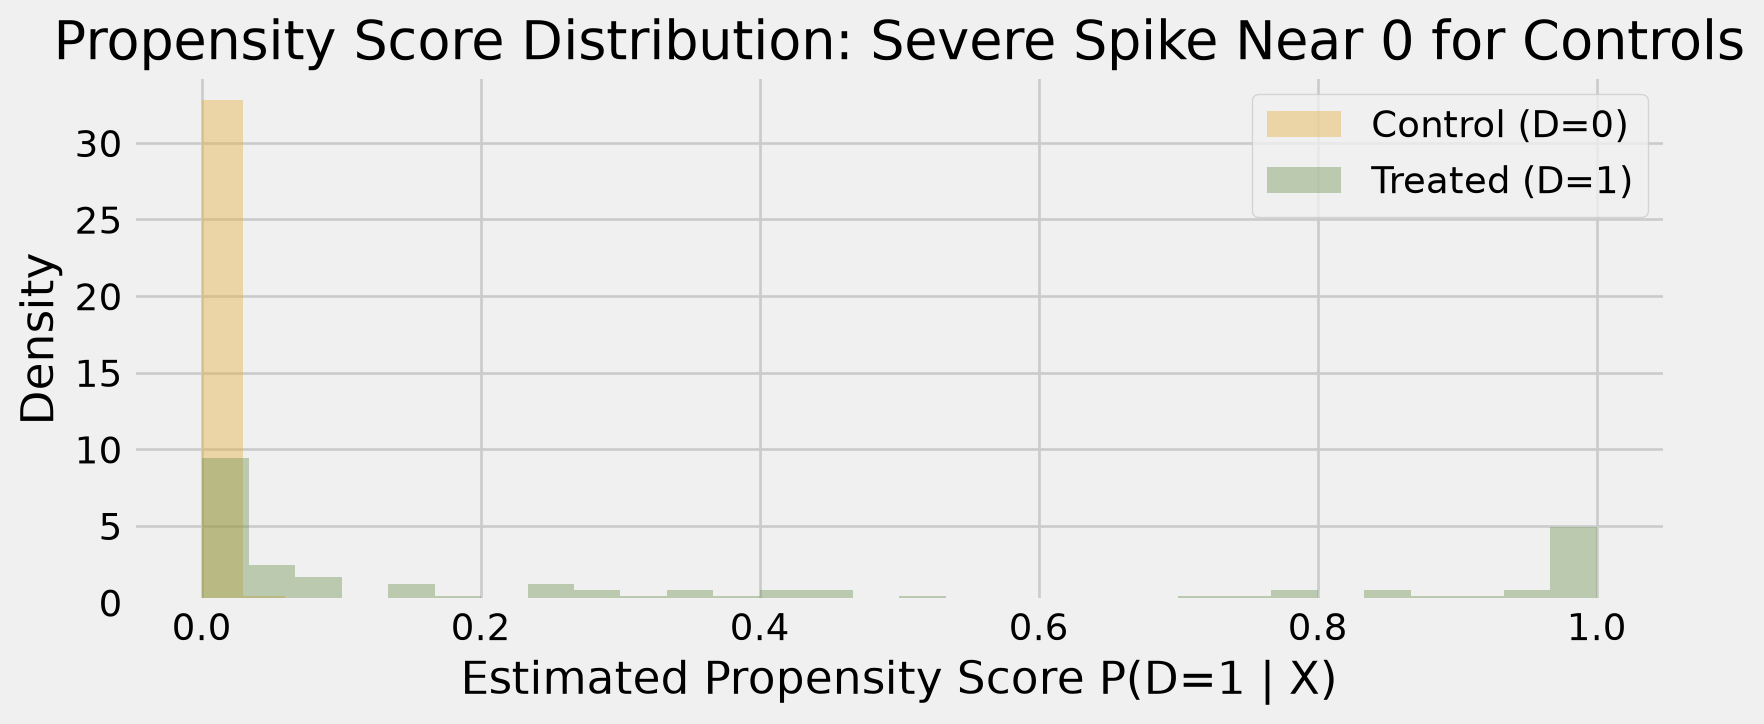 Propensity Score Distribution: Severe Spike Near 0 for Controls
Control (D=0)
Treated (D=1)
Density
30
25
20
15
10
5
0
0.0 0.2 0.4 0.6 0.8 1.0
Estimated Propensity Score P(D=1 | X)